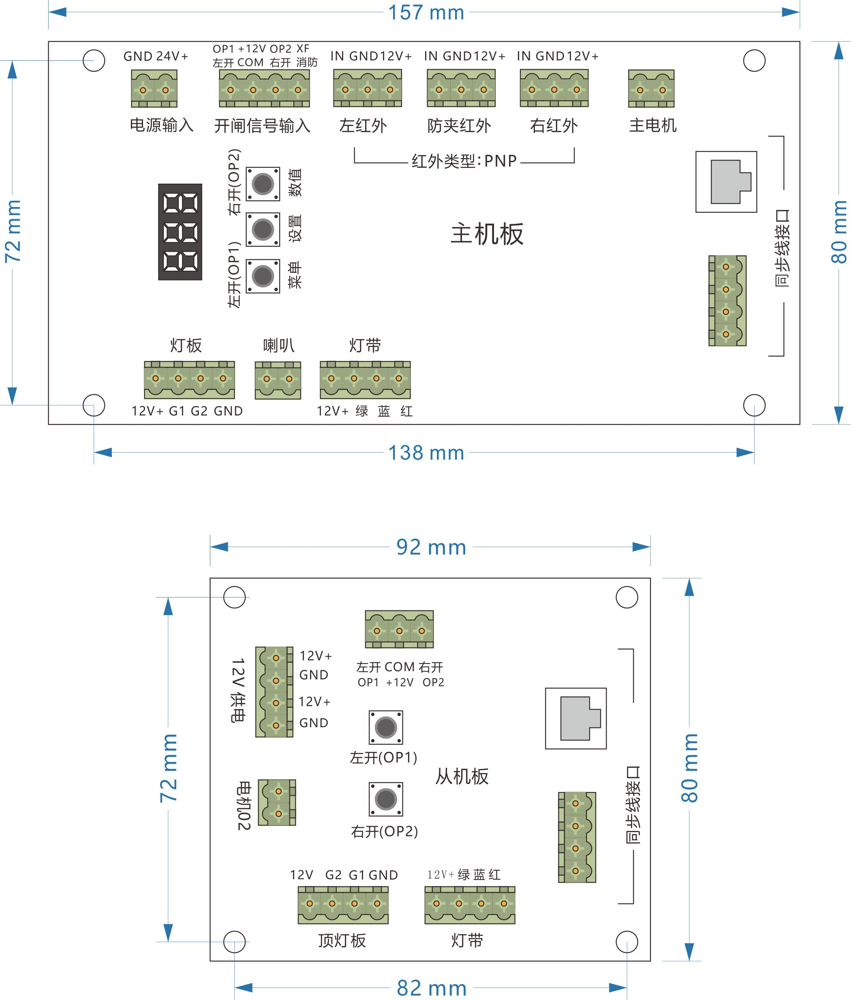 157 mm
GND 24V+
OP1 +12V OP2 XF
左开 COM 右开 消防
IN GND 12V+
IN GND 12V+
IN GND 12V+
电源输入
开闸信号输入
左红外
防夹红外
右红外
主电机
红外类型：PNP
右开(OP2)
数值
设置
左开(OP1)
菜单
主机板
同步线接口
72 mm
80 mm
灯板
喇叭
灯带
12V+ G1 G2 GND
12V+ 绿 蓝 红
138 mm
92 mm
12V 供电
12V+
GND
12V+
GND
左开 COM 右开
OP1 +12V OP2
左开(OP1)
从机板
电机02
右开(OP2)
同步线接口
72 mm
80 mm
12V G2 G1 GND
12V+ 绿 蓝 红
顶灯板
灯带
82 mm